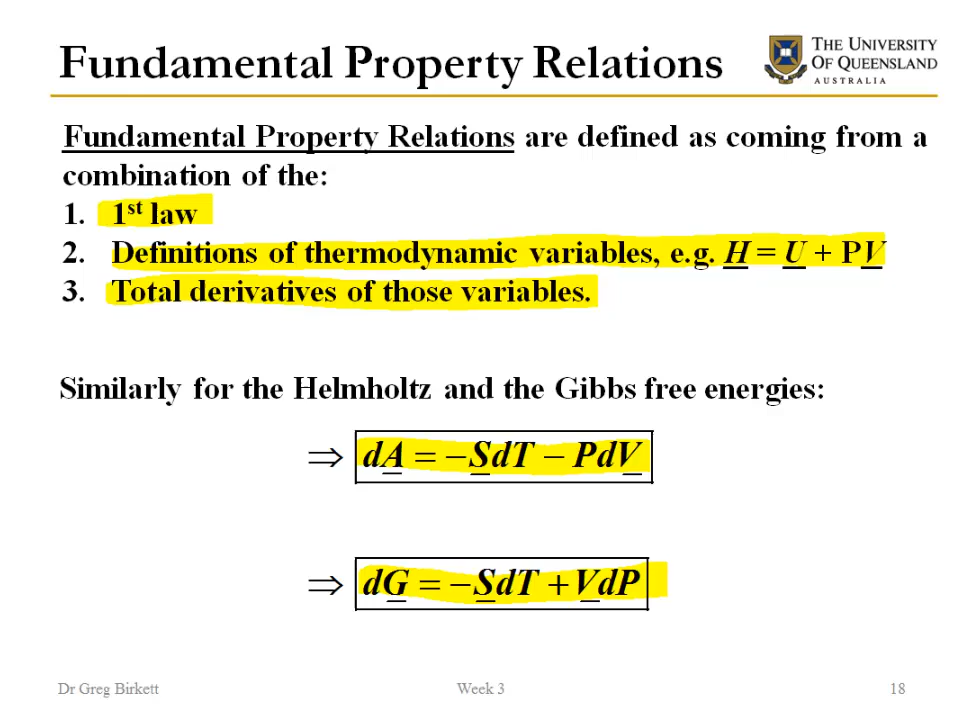 Fundamental Property Relations
THE UNIVERSITY
OF QUEENSLAND
AUSTRALIA
Fundamental Property Relations are defined as coming from a
combination of the:
1. 1st law
2. Definitions of thermodynamic variables, e.g. H = U + PV
3. Total derivatives of those variables.
Similarly for the Helmholtz and the Gibbs free energies:
⇒ dA = −SdT − PdV
⇒ dG = −SdT + VdP
Dr Greg Birkett
Week 3
18